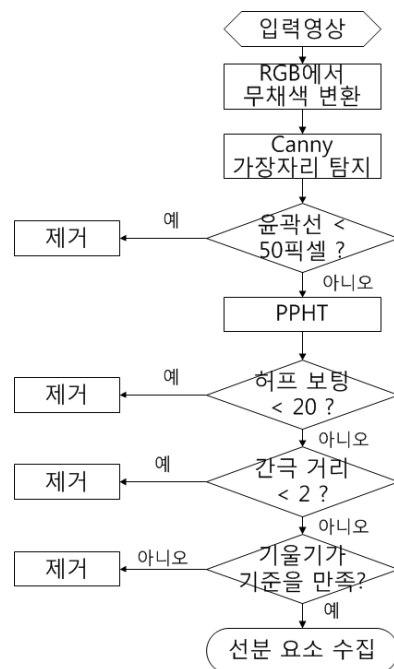 입력영상
RGB에서
무채색 변환
Canny
가장자리 탐지
윤곽선 <
50픽셀 ?
예
제거
아니오
PPHT
허프 보팅
< 20 ?
예
제거
아니오
간극 거리
< 2 ?
예
제거
아니오
기울기가
기준을 만족?
아니오
제거
예
선분 요소 수집